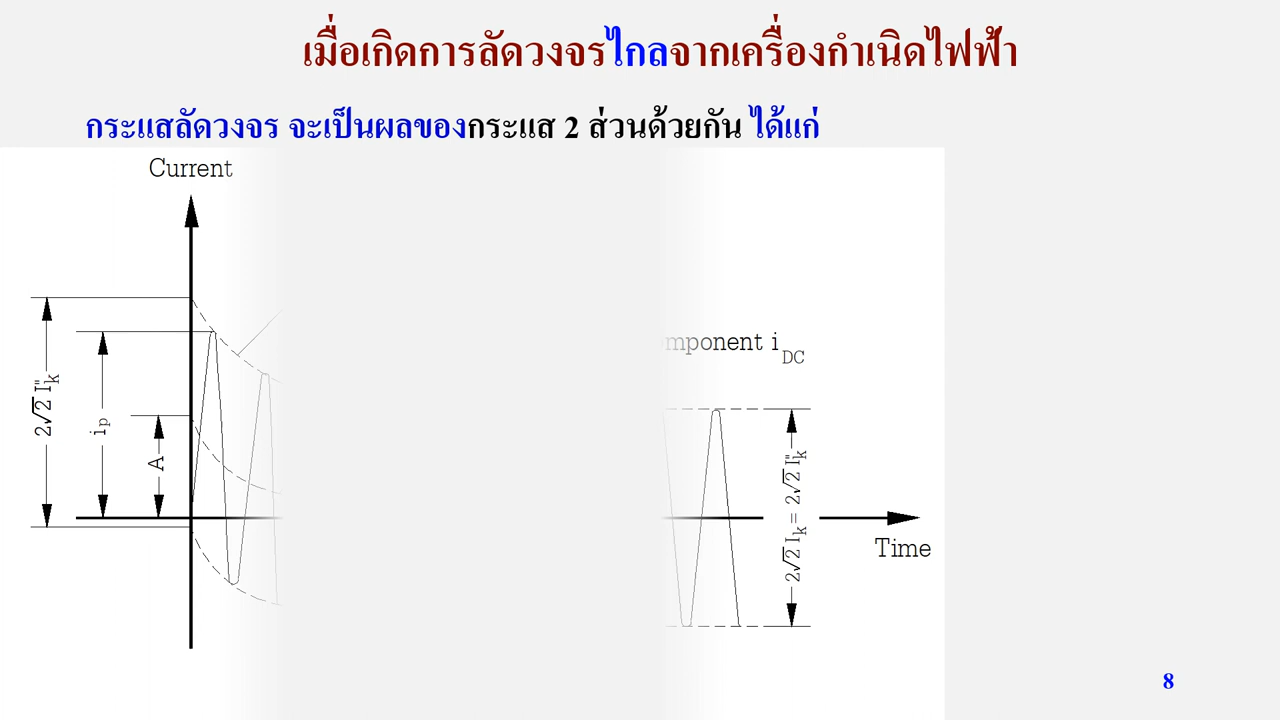 เมื่อเกิดการลัดวงจรไกลจากเครื่องกำเนิดไฟฟ้า
กระแสลัดวงจร จะเป็นผลของกระแส 2 ส่วนด้วยกัน ได้แก่
Current
2√2 I"k
ip
A
i DC
2√2 Ik = 2√2 I"k
Time
8